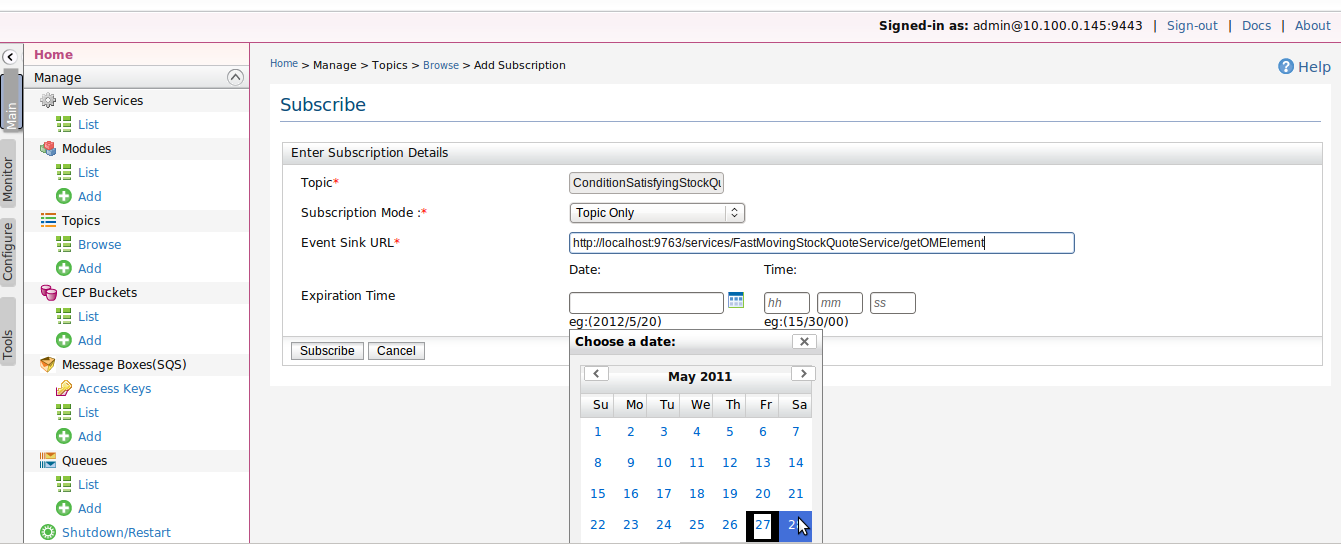 Signed-in as: admin@10.100.0.145:9443 | Sign-out | Docs | About
Home
Manage
Web Services
List
Modules
List
Add
Topics
Browse
Add
CEP Buckets
List
Add
Message Boxes(SQS)
Access Keys
List
Add
Queues
List
Add
Shutdown/Restart
Main
Monitor
Configure
Tools
Home > Manage > Topics > Browse > Add Subscription
Help
Subscribe
Enter Subscription Details
Topic* ConditionSatisfyingStockQu
Subscription Mode :* Topic Only
Event Sink URL* http://localhost:9763/services/FastMovingStockQuoteService/getOMElement
Date: Time:
Expiration Time hh mm ss
eg:(2012/5/20) eg:(15/30/00)
Subscribe Cancel
Choose a date:
May 2011
Su Mo Tu We Th Fr Sa
1 2 3 4 5 6 7
8 9 10 11 12 13 14
15 16 17 18 19 20 21
22 23 24 25 26 27